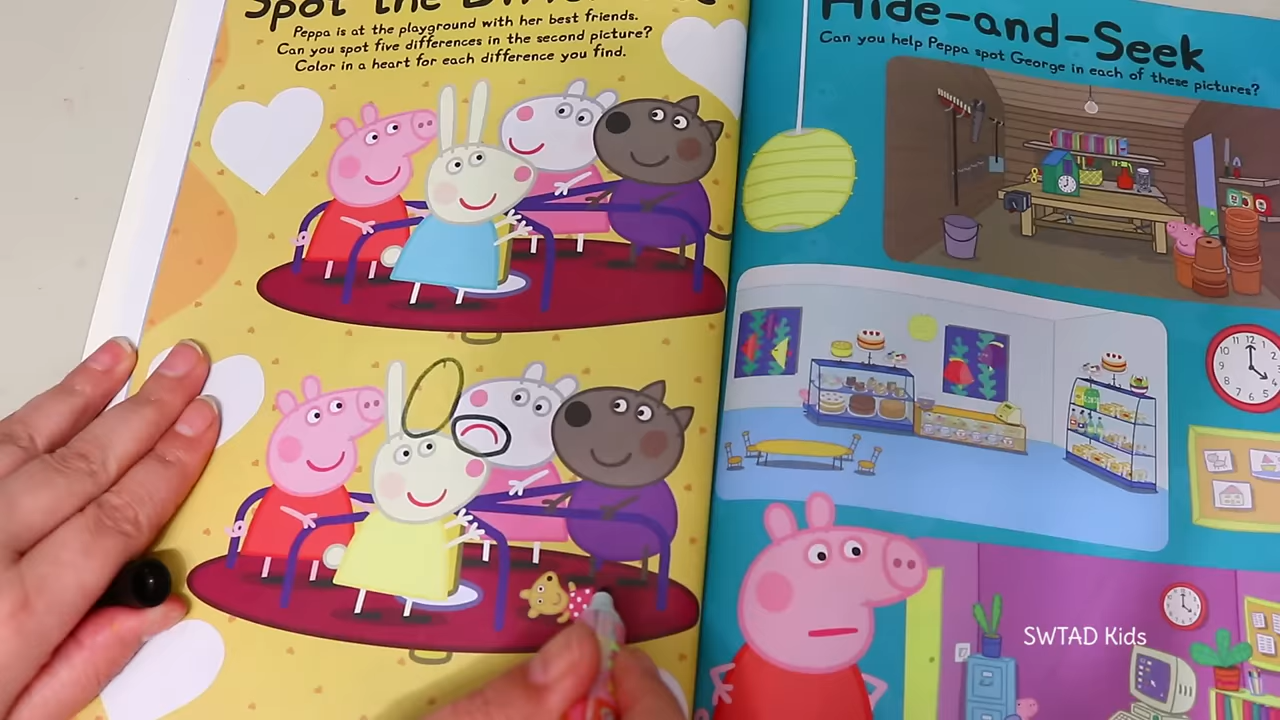 Spot the Difference
Peppa is at the playground with her best friends.
Can you spot five differences in the second picture?
Color in a heart for each difference you find.
Hide-and-Seek
Can you help Peppa spot George in each of these pictures?
SWTAD Kids